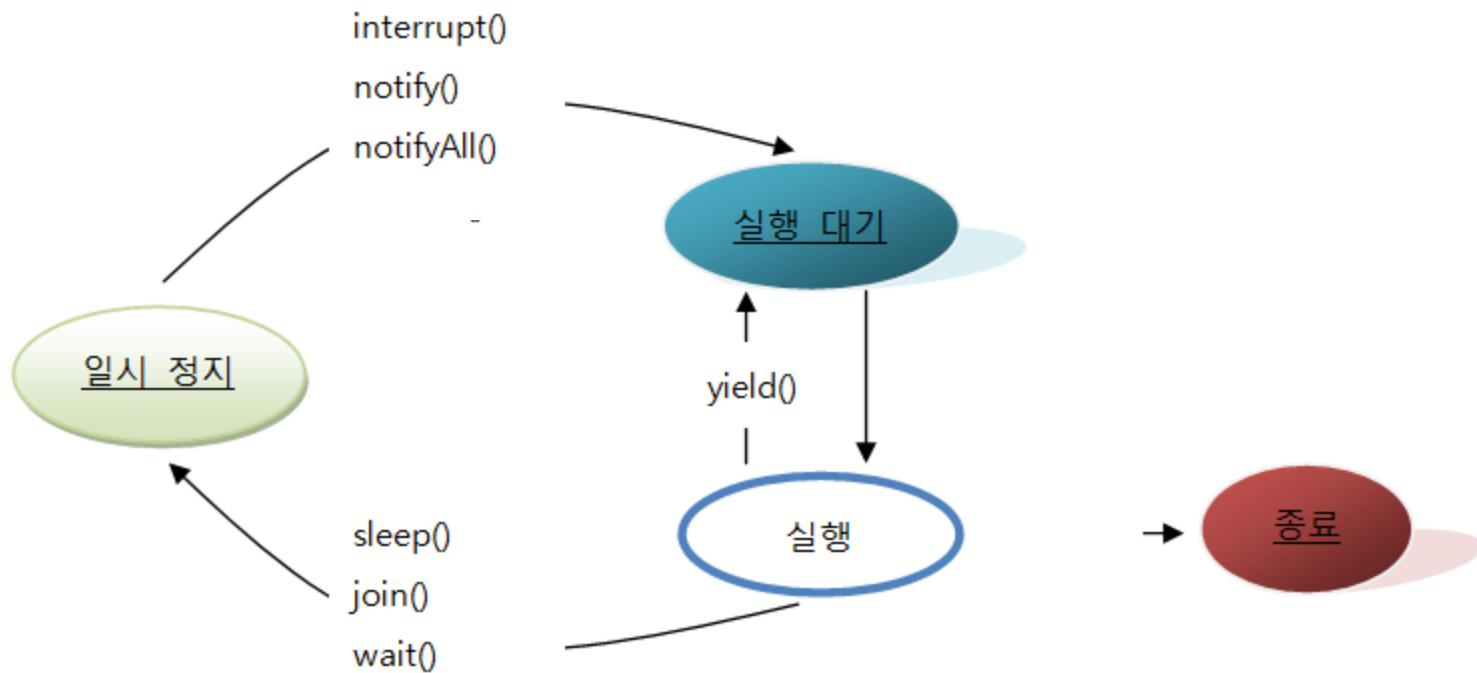 interrupt()
notify()
notifyAll()
-
실행 대기
일시 정지
yield()
sleep()
join()
wait()
실행
종료